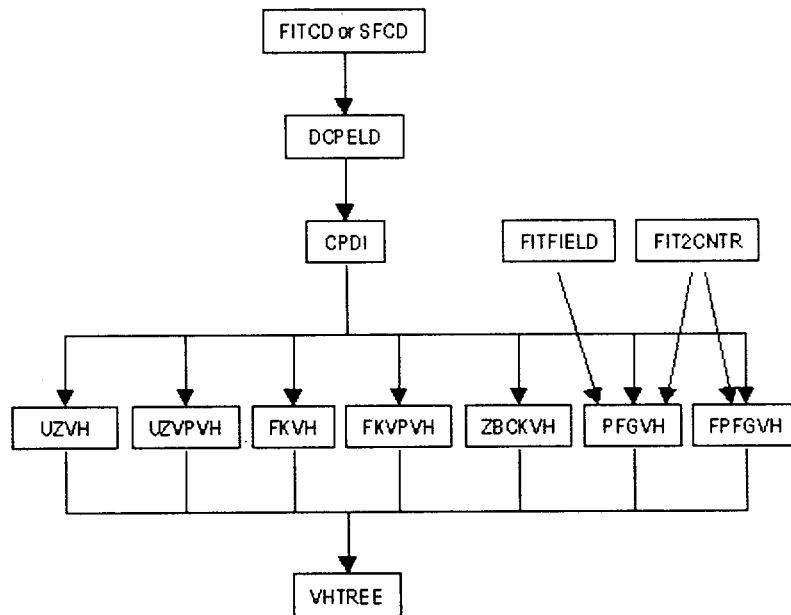 FITCD or SFCD
DCPELD
CPDI
FITFIELD
FIT2CNTR
UZVH
UZVPVH
FKVH
FKVPVH
ZBCKVH
PFGVH
FPFGVH
VHTREE